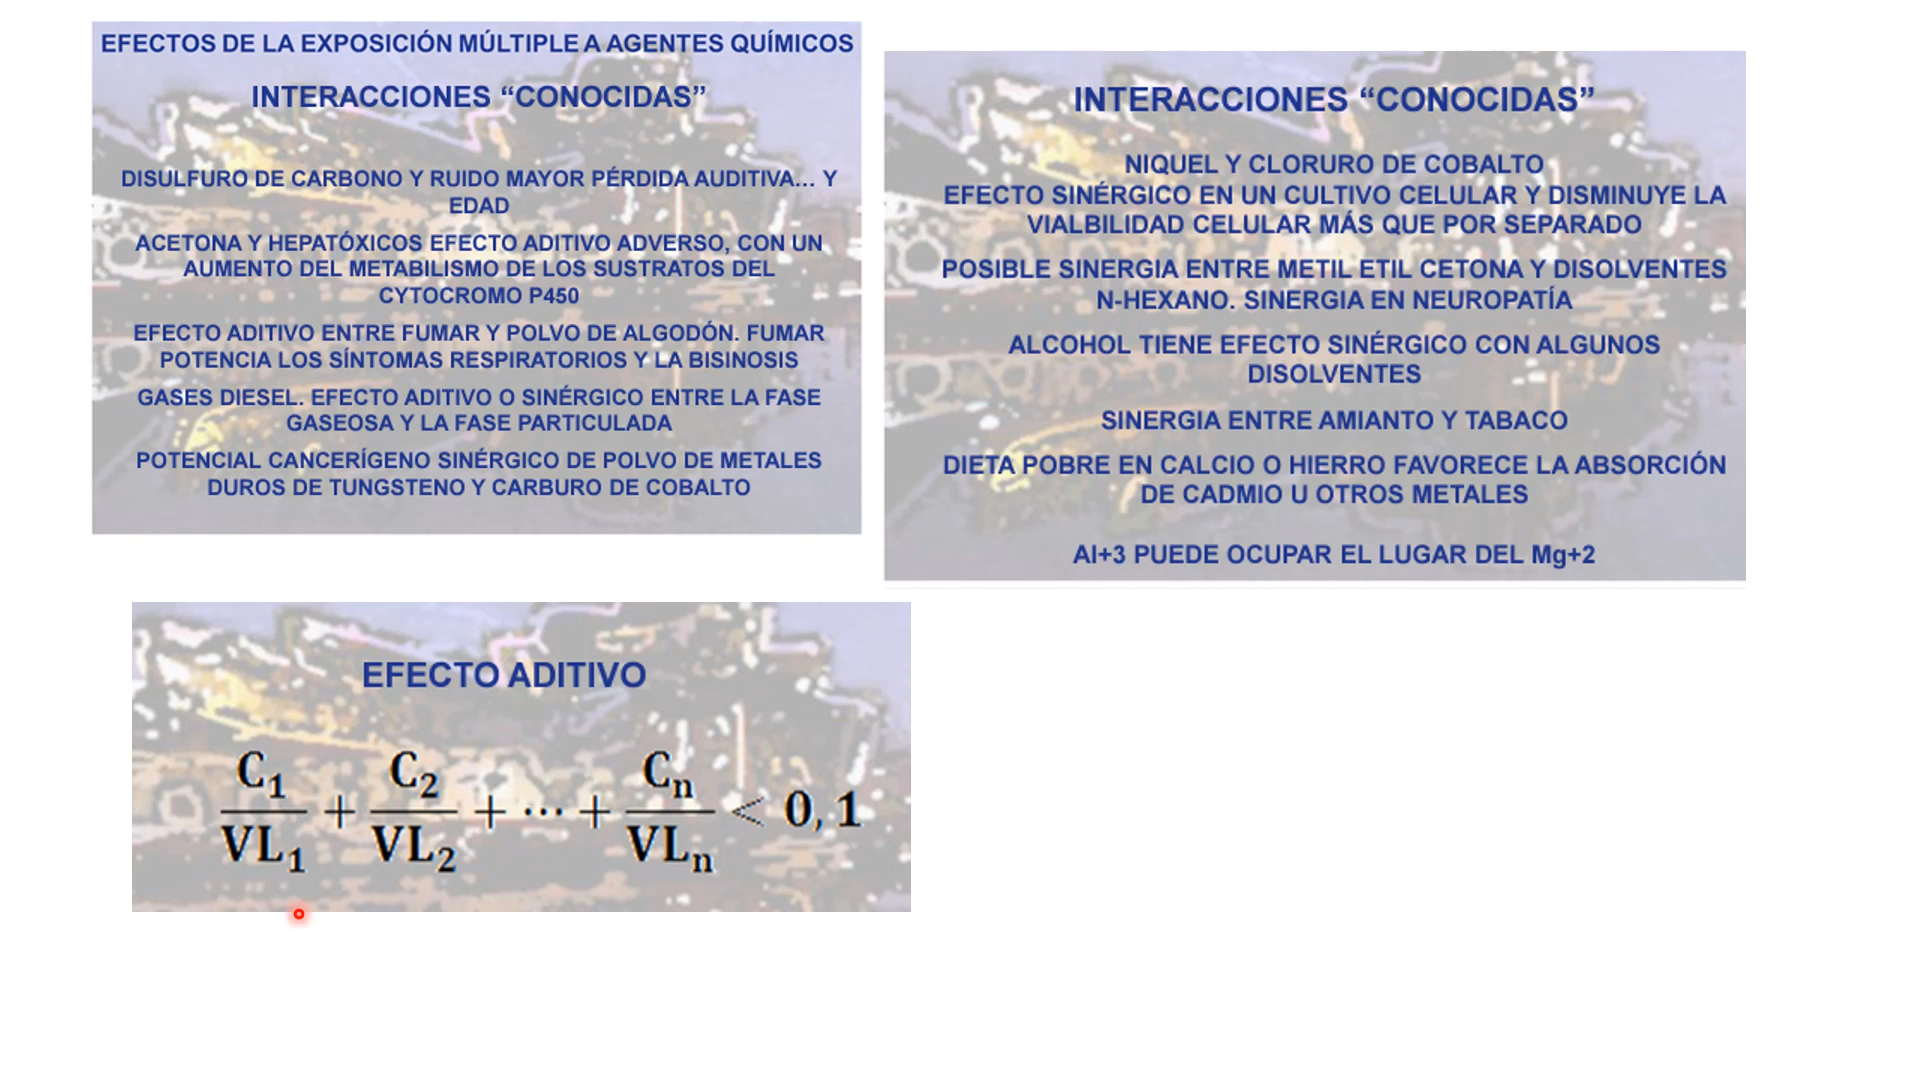 EFECTOS DE LA EXPOSICIÓN MÚLTIPLE A AGENTES QUÍMICOS
INTERACCIONES “CONOCIDAS”
DISULFURO DE CARBONO Y RUIDO MAYOR PÉRDIDA AUDITIVA... Y
EDAD
ACETONA Y HEPATÓXICOS EFECTO ADITIVO ADVERSO, CON UN
AUMENTO DEL METABILISMO DE LOS SUSTRATOS DEL
CYTOCROMO P450
EFECTO ADITIVO ENTRE FUMAR Y POLVO DE ALGODÓN. FUMAR
POTENCIA LOS SÍNTOMAS RESPIRATORIOS Y LA BISINOSIS
GASES DIESEL. EFECTO ADITIVO O SINÉRGICO ENTRE LA FASE
GASEOSA Y LA FASE PARTICULADA
POTENCIAL CANCERÍGENO SINÉRGICO DE POLVO DE METALES
DUROS DE TUNGSTENO Y CARBURO DE COBALTO
INTERACCIONES “CONOCIDAS”
NIQUEL Y CLORURO DE COBALTO
EFECTO SINÉRGICO EN UN CULTIVO CELULAR Y DISMINUYE LA
VIALBILIDAD CELULAR MÁS QUE POR SEPARADO
POSIBLE SINERGIA ENTRE METIL ETIL CETONA Y DISOLVENTES
N-HEXANO. SINERGIA EN NEUROPATÍA
ALCOHOL TIENE EFECTO SINÉRGICO CON ALGUNOS
DISOLVENTES
SINERGIA ENTRE AMIANTO Y TABACO
DIETA POBRE EN CALCIO O HIERRO FAVORECE LA ABSORCIÓN
DE CADMIO U OTROS METALES
Al+3 PUEDE OCUPAR EL LUGAR DEL Mg+2
EFECTO ADITIVO
C₁/VL₁ + C₂/VL₂ + ⋯ + Cₙ/VLₙ < 0,1